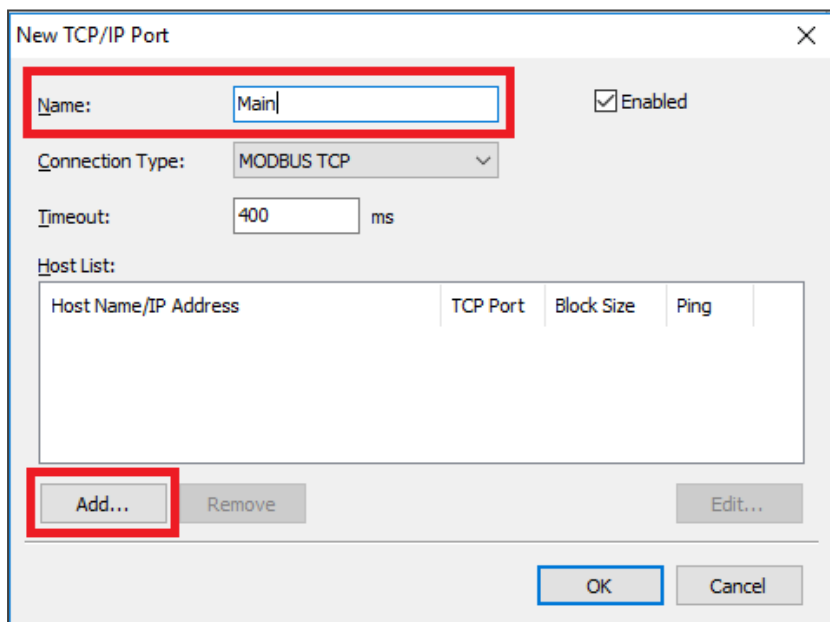 New TCP/IP Port
Name: Main Enabled
Connection Type: MODBUS TCP
Timeout: 400 ms
Host List:
Host Name/IP Address TCP Port Block Size Ping
Add... Remove Edit...
OK Cancel